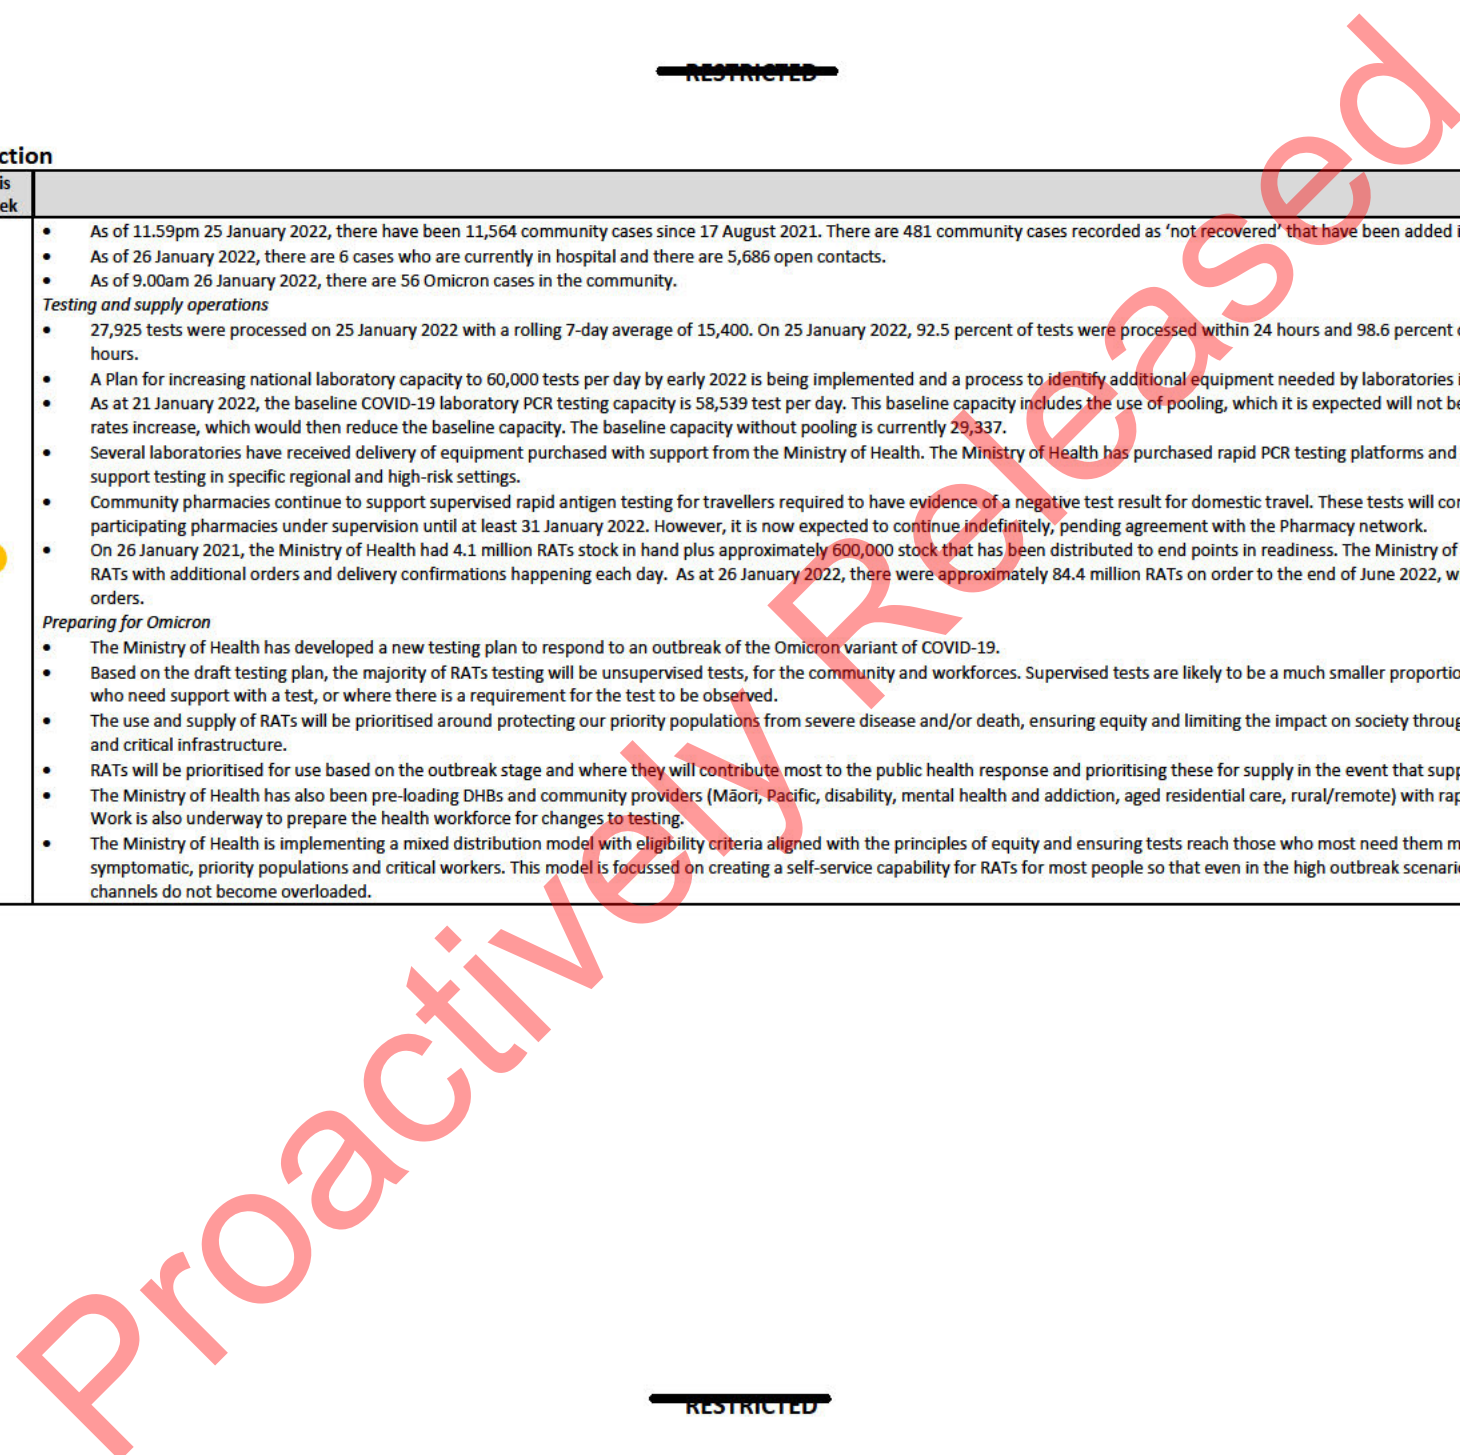 RESTRICTED
ction
is
ek
• As of 11.59pm 25 January 2022, there have been 11,564 community cases since 17 August 2021. There are 481 community cases recorded as ‘not recovered’ that have been added i
• As of 26 January 2022, there are 6 cases who are currently in hospital and there are 5,686 open contacts.
• As of 9.00am 26 January 2022, there are 56 Omicron cases in the community.
Testing and supply operations
• 27,925 tests were processed on 25 January 2022 with a rolling 7-day average of 15,400. On 25 January 2022, 92.5 percent of tests were processed within 24 hours and 98.6 percent
hours.
• A Plan for increasing national laboratory capacity to 60,000 tests per day by early 2022 is being implemented and a process to identify additional equipment needed by laboratories i
• As at 21 January 2022, the baseline COVID-19 laboratory PCR testing capacity is 58,539 test per day. This baseline capacity includes the use of pooling, which it is expected will not be
rates increase, which would then reduce the baseline capacity. The baseline capacity without pooling is currently 29,337.
• Several laboratories have received delivery of equipment purchased with support from the Ministry of Health. The Ministry of Health has purchased rapid PCR testing platforms and
support testing in specific regional and high-risk settings.
• Community pharmacies continue to support supervised rapid antigen testing for travellers required to have evidence of a negative test result for domestic travel. These tests will con
participating pharmacies under supervision until at least 31 January 2022. However, it is now expected to continue indefinitely, pending agreement with the Pharmacy network.
• On 26 January 2021, the Ministry of Health had 4.1 million RATs stock in hand plus approximately 600,000 stock that has been distributed to end points in readiness. The Ministry of
RATs with additional orders and delivery confirmations happening each day. As at 26 January 2022, there were approximately 84.4 million RATs on order to the end of June 2022, w
orders.
Preparing for Omicron
• The Ministry of Health has developed a new testing plan to respond to an outbreak of the Omicron variant of COVID-19.
• Based on the draft testing plan, the majority of RATs testing will be unsupervised tests, for the community and workforces. Supervised tests are likely to be a much smaller proportio
who need support with a test, or where there is a requirement for the test to be observed.
• The use and supply of RATs will be prioritised around protecting our priority populations from severe disease and/or death, ensuring equity and limiting the impact on society throug
and critical infrastructure.
• RATs will be prioritised for use based on the outbreak stage and where they will contribute most to the public health response and prioritising these for supply in the event that supp
• The Ministry of Health has also been pre-loading DHBs and community providers (Māori, Pacific, disability, mental health and addiction, aged residential care, rural/remote) with rap
Work is also underway to prepare the health workforce for changes to testing.
• The Ministry of Health is implementing a mixed distribution model with eligibility criteria aligned with the principles of equity and ensuring tests reach those who most need them m
symptomatic, priority populations and critical workers. This model is focussed on creating a self-service capability for RATs for most people so that even in the high outbreak scenari
channels do not become overloaded.
Proactively Released
RESTRICTED